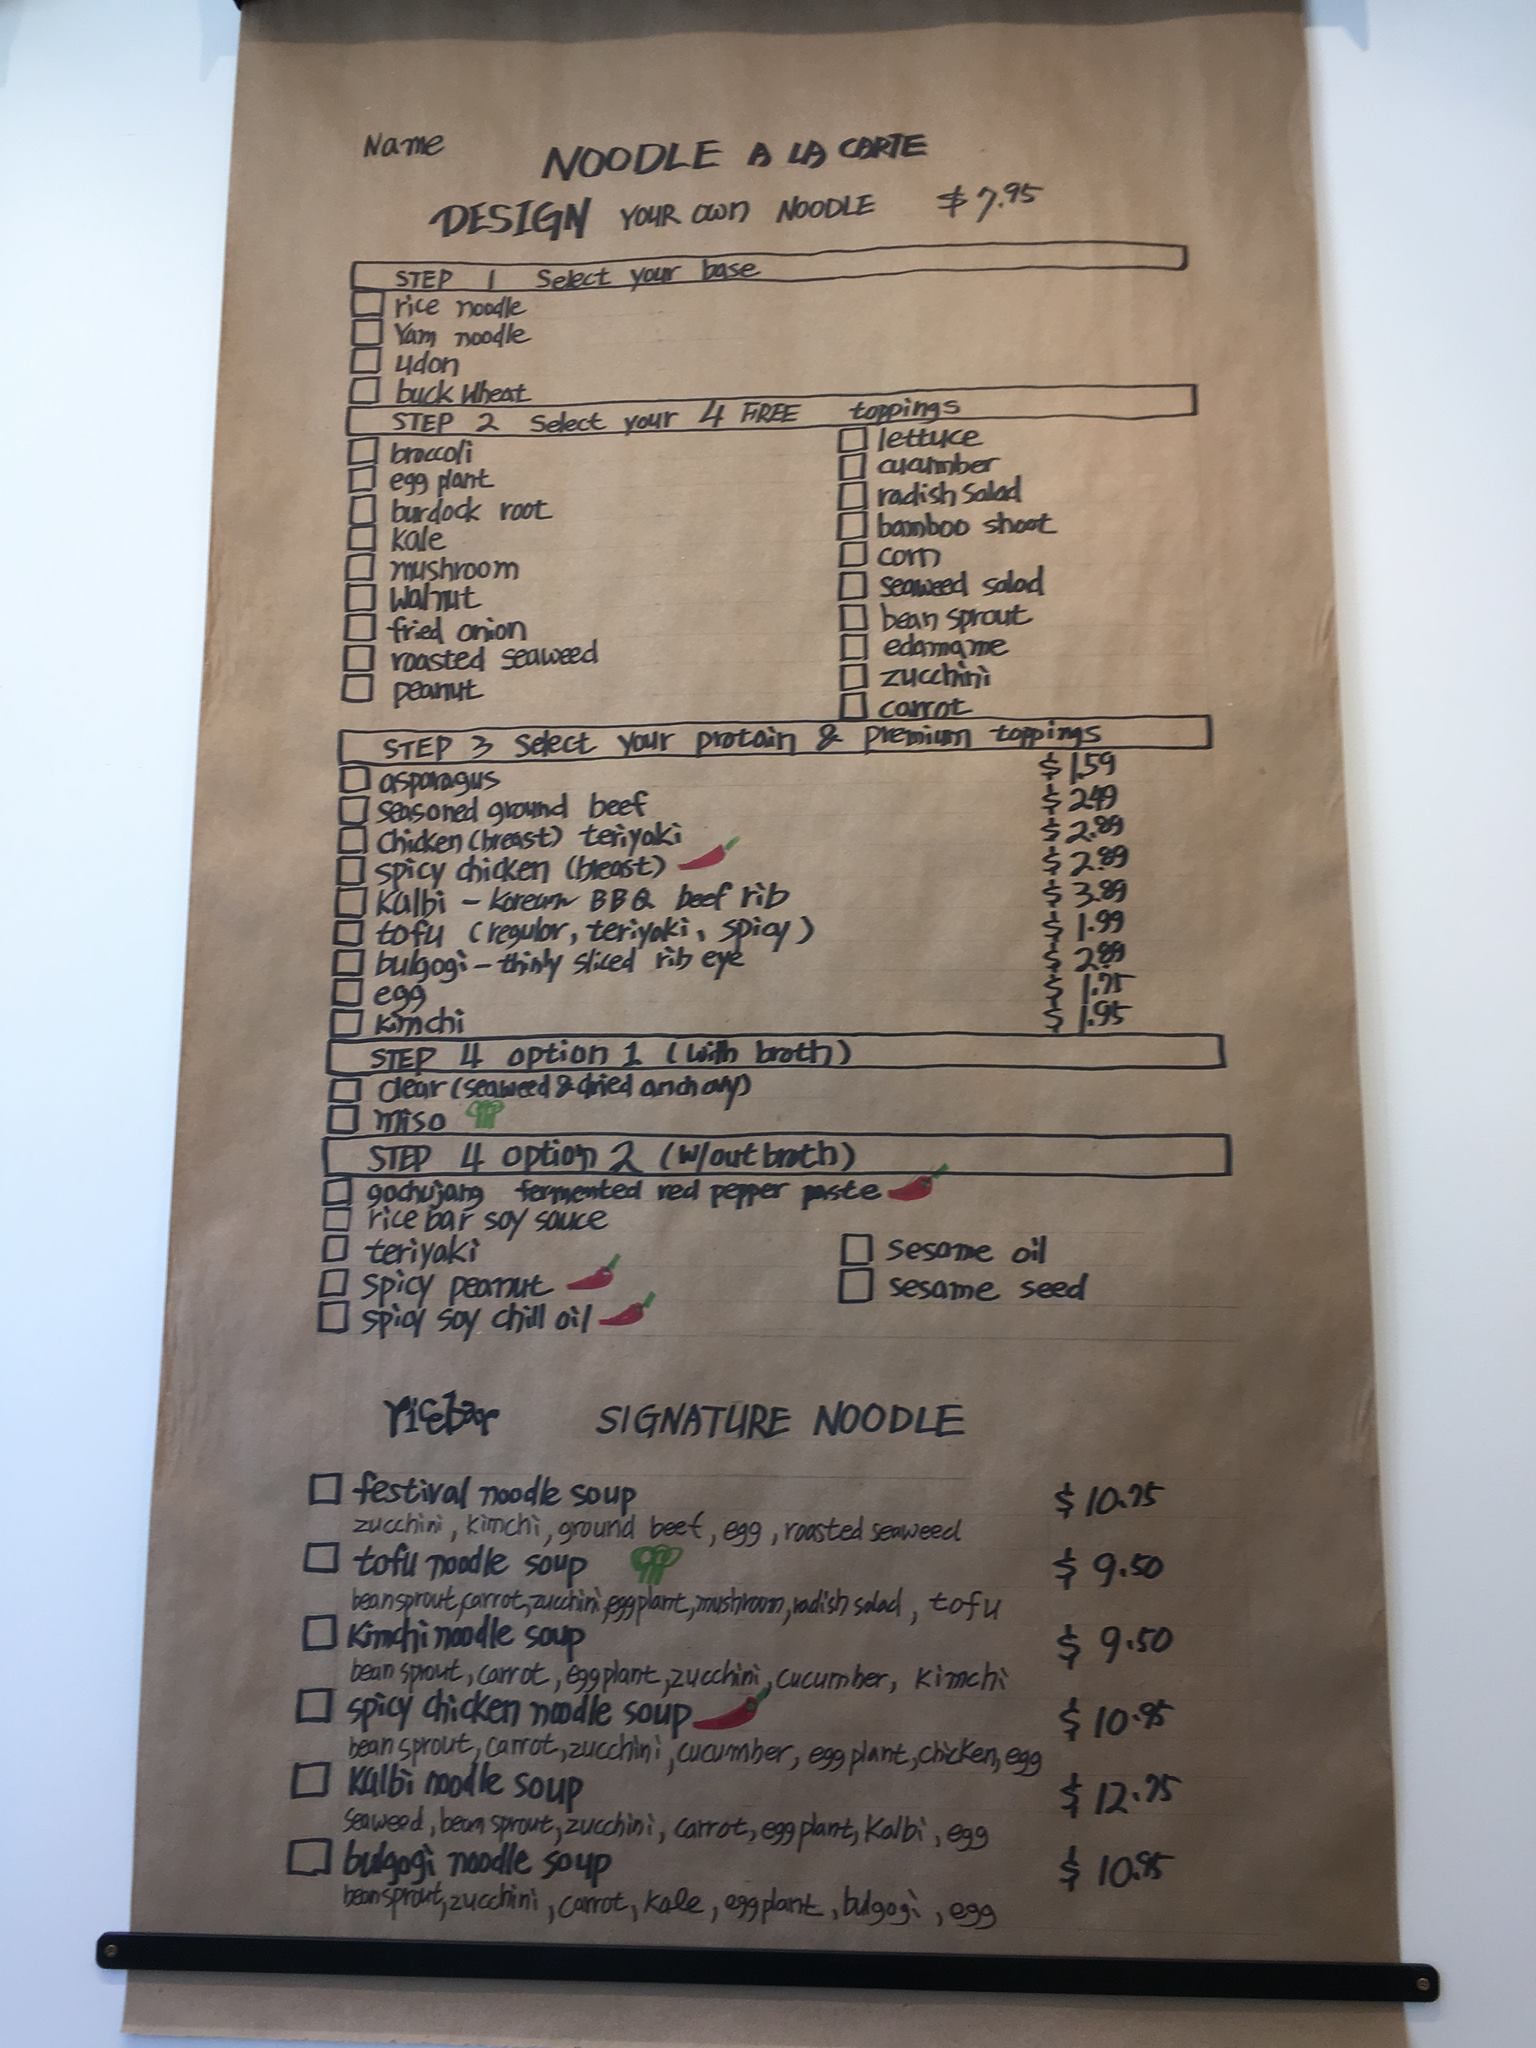 Name
NOODLE A LA CARTE
DESIGN YOUR OWN NOODLE $7.95
STEP 1 Select your base
rice noodle
Yam noodle
udon
buck wheat
STEP 2 Select your 4 FREE toppings
broccoli
egg plant
burdock root
kale
mushroom
walnut
fried onion
roasted seaweed
peanut
lettuce
cucumber
radish salad
bamboo shoot
corn
seaweed salad
bean sprout
edamame
zucchini
carrot
STEP 3 Select your protain & premium toppings
asparagus $1.59
seasoned ground beef $2.49
chicken (breast) teriyaki $2.89
spicy chicken (breast) $2.89
Kalbi - korean BBQ beef rib $3.89
tofu (regular, teriyaki, spicy) $1.99
bulgogi - thinly sliced rib eye $2.89
egg $1.75
kimchi $1.95
STEP 4 option 1 (with broth)
clear (seaweed & dried anchovy)
miso
STEP 4 option 2 (w/out broth)
gochujang fermented red pepper paste
rice bar soy sauce
teriyaki
spicy peanut
spicy soy chill oil
sesame oil
sesame seed
ricebar SIGNATURE NOODLE
festival noodle soup $10.75
zucchini, kimchi, ground beef, egg, roasted seaweed
tofu noodle soup $9.50
bean sprout, carrot, zucchini, egg plant, mushroom, radish salad, tofu
Kimchi noodle soup $9.50
bean sprout, carrot, egg plant, zucchini, cucumber, kimchi
spicy chicken noodle soup $10.95
bean sprout, carrot, zucchini, cucumber, egg plant, chicken, egg
Kalbi noodle soup $12.75
seaweed, bean sprout, zucchini, carrot, egg plant, kalbi, egg
bulgogi noodle soup $10.95
bean sprout, zucchini, carrot, kale, egg plant, bulgogi, egg